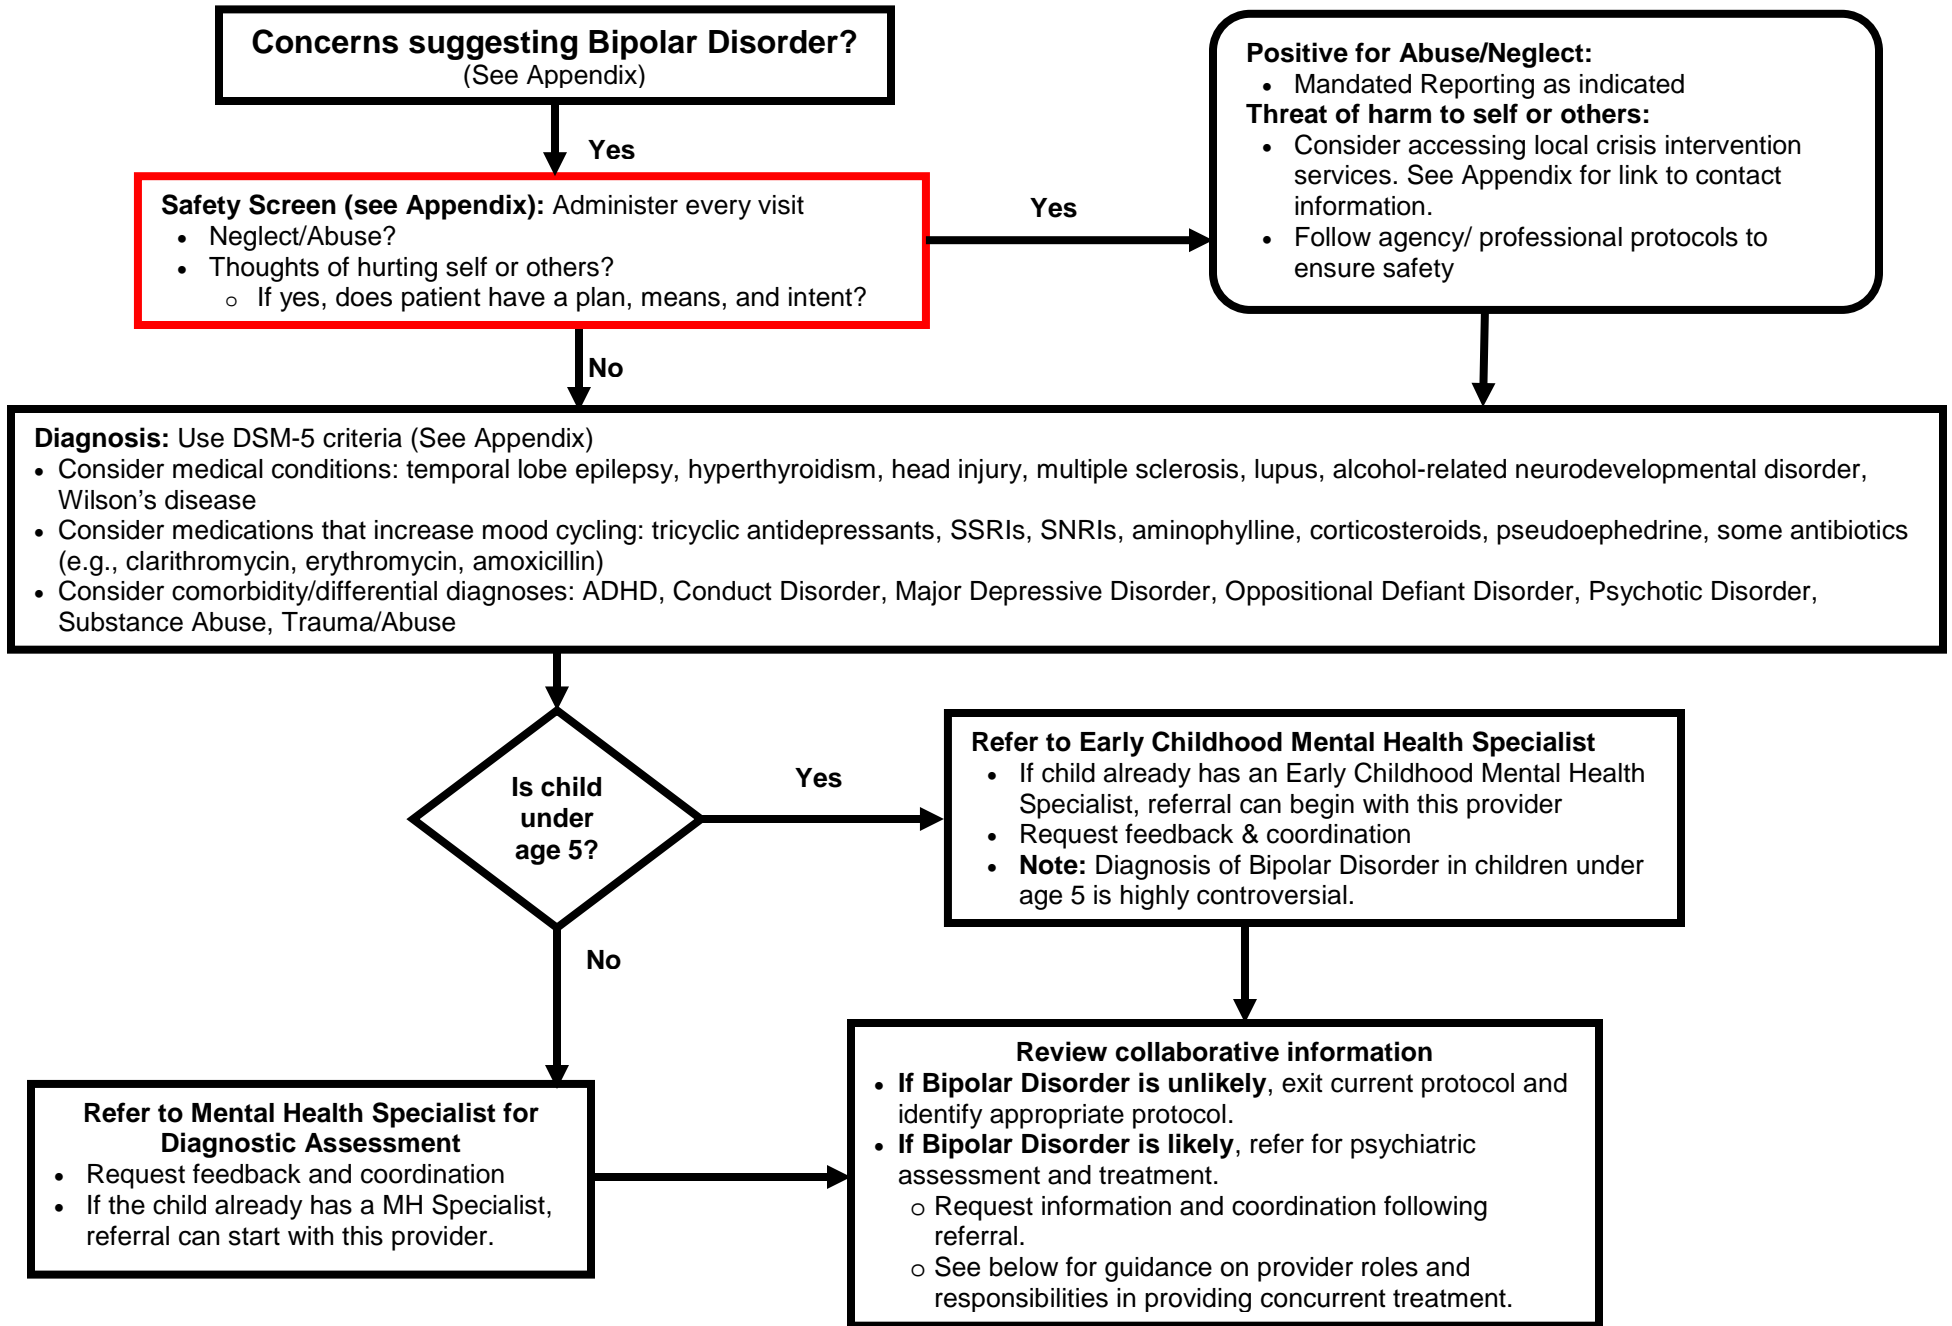 Concerns suggesting Bipolar Disorder?
(See Appendix)
Yes
Safety Screen (see Appendix): Administer every visit
• Neglect/Abuse?
• Thoughts of hurting self or others?
o If yes, does patient have a plan, means, and intent?
Yes
Positive for Abuse/Neglect:
• Mandated Reporting as indicated
Threat of harm to self or others:
• Consider accessing local crisis intervention
services. See Appendix for link to contact
information.
• Follow agency/ professional protocols to
ensure safety
No
Diagnosis: Use DSM-5 criteria (See Appendix)
• Consider medical conditions: temporal lobe epilepsy, hyperthyroidism, head injury, multiple sclerosis, lupus, alcohol-related neurodevelopmental disorder,
Wilson’s disease
• Consider medications that increase mood cycling: tricyclic antidepressants, SSRIs, SNRIs, aminophylline, corticosteroids, pseudoephedrine, some antibiotics
(e.g., clarithromycin, erythromycin, amoxicillin)
• Consider comorbidity/differential diagnoses: ADHD, Conduct Disorder, Major Depressive Disorder, Oppositional Defiant Disorder, Psychotic Disorder,
Substance Abuse, Trauma/Abuse
Is child
under
age 5?
Yes
Refer to Early Childhood Mental Health Specialist
• If child already has an Early Childhood Mental Health
Specialist, referral can begin with this provider
• Request feedback & coordination
• Note: Diagnosis of Bipolar Disorder in children under
age 5 is highly controversial.
No
Refer to Mental Health Specialist for
Diagnostic Assessment
• Request feedback and coordination
• If the child already has a MH Specialist,
referral can start with this provider.
Review collaborative information
• If Bipolar Disorder is unlikely, exit current protocol and
identify appropriate protocol.
• If Bipolar Disorder is likely, refer for psychiatric
assessment and treatment.
o Request information and coordination following
referral.
o See below for guidance on provider roles and
responsibilities in providing concurrent treatment.